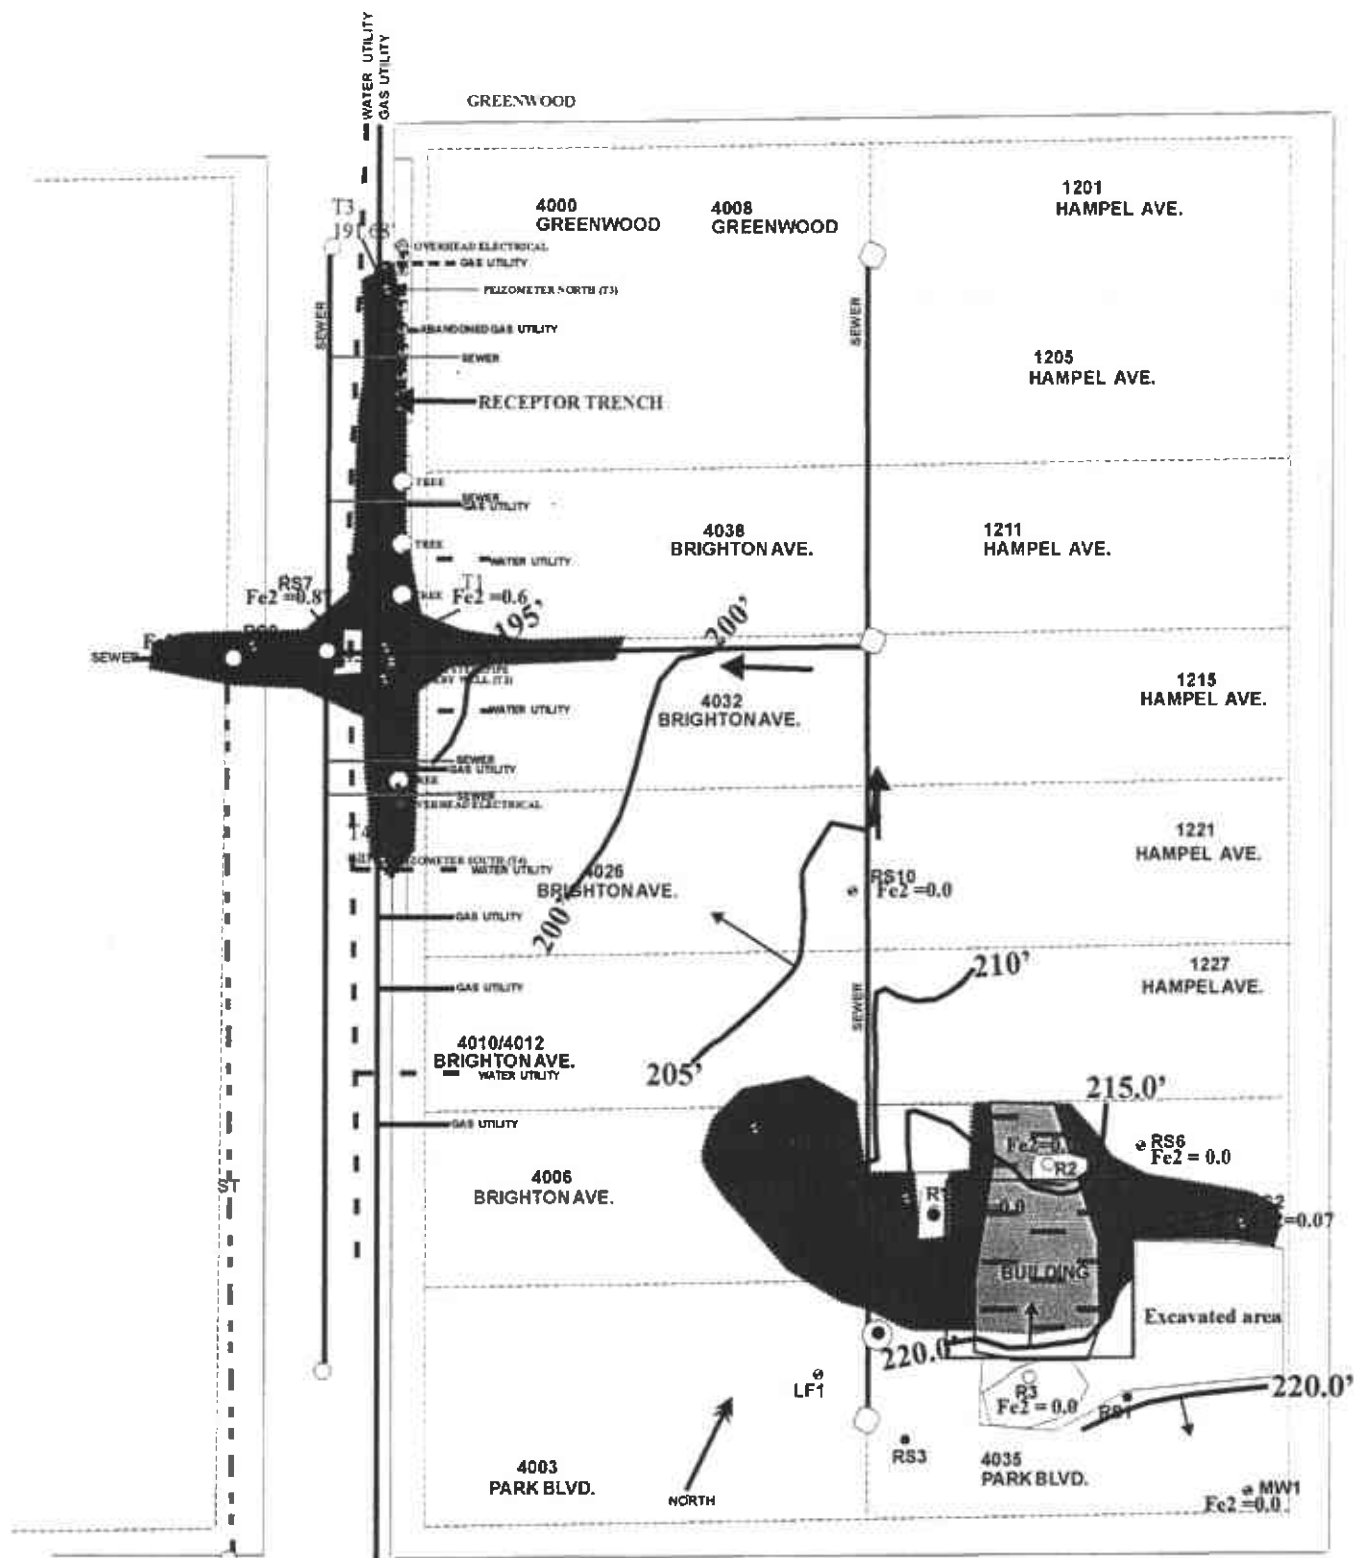 WATER UTILITY
GAS UTILITY
GREENWOOD
4000
GREENWOOD
4008
GREENWOOD
1201
HAMPEL AVE.
T3
191.68'
OVERHEAD ELECTRICAL
GAS UTILITY
PEIZOMETER NORTH (T3)
SEWER
SEWER
ABANDONED GAS UTILITY
SEWER
1205
HAMPEL AVE.
RECEPTOR TRENCH
TREE
SEWER
GAS UTILITY
4038
BRIGHTON AVE.
1211
HAMPEL AVE.
TREE
WATER UTILITY
RS7
Fe2 =0.8
T1
Fe2 =0.6
TREE
195'
200'
SEWER
WELL (T2)
4032
BRIGHTON AVE.
1215
HAMPEL AVE.
WATER UTILITY
SEWER
GAS UTILITY
TREE
SEWER
OVERHEAD ELECTRICAL
T4
SOUTH (T4)
WATER UTILITY
4026
BRIGHTON AVE.
1221
HAMPEL AVE.
RS10
Fe2 =0.0
GAS UTILITY
200'
210'
1227
HAMPEL AVE.
GAS UTILITY
SEWER
4010/4012
BRIGHTON AVE.
WATER UTILITY
205'
215.0'
GAS UTILITY
RS6
Fe2 = 0.0
R2
4006
BRIGHTON AVE.
ST
=0.07
BUILDING
Excavated area
220.0'
LF1
R3
Fe2 = 0.0
RS1
220.0'
RS3
4003
PARK BLVD.
NORTH
4035
PARK BLVD.
MW1
Fe2 =0.0